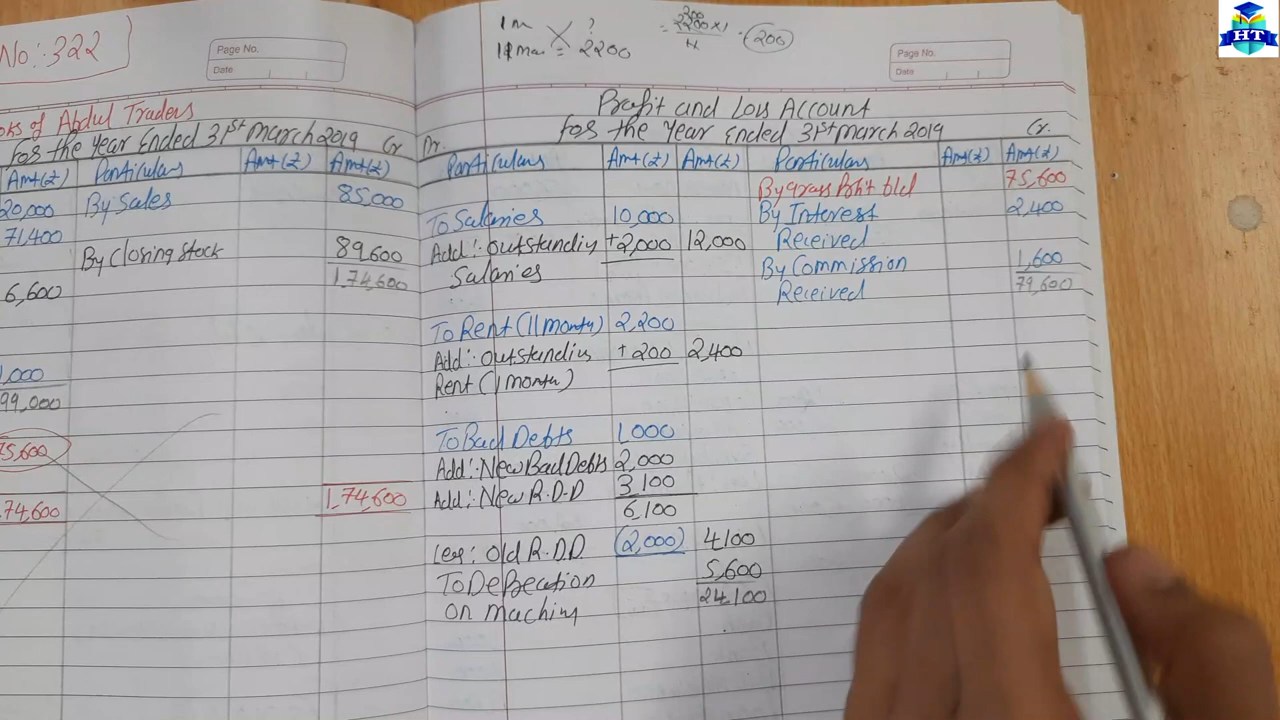 No:-322
Page No.
Date
of Abdul Traders
for the Year Ended 31st march 2019 Cr
Amt(₹) Particulars Amt(₹) Amt(₹)
20,000 By Sales 85,000
71,400
By Closing Stock 89,600
1,74,600
6,600
,000
99,000
75,600
74,600 1,74,600
1m ?
11mon = 2200
= 2200×1 = 200
200
11
Page No.
Date
Profit and Loss Account
for the Year Ended 31st march 2019
Dr. Cr.
Particulars Amt(₹) Amt(₹) Particulars Amt(₹) Amt(₹)
By gross Profit b/d 75,600
To Salaries 10,000 By Interest 2,400
Add:- Outstanding +2,000 12,000 Received
Salaries By Commission 1,600
Received 79,600
To Rent (11 month) 2,200
Add:- Outstanding +200 2,400
Rent (1 month)
To Bad Debts 1,000
Add:- New Bad Debts 2,000
Add:- New R.D.D 3,100
6,100
Less: Old R.D.D. (2,000) 4,100
To Depreciation 5,600
On machiny 24,100
HT